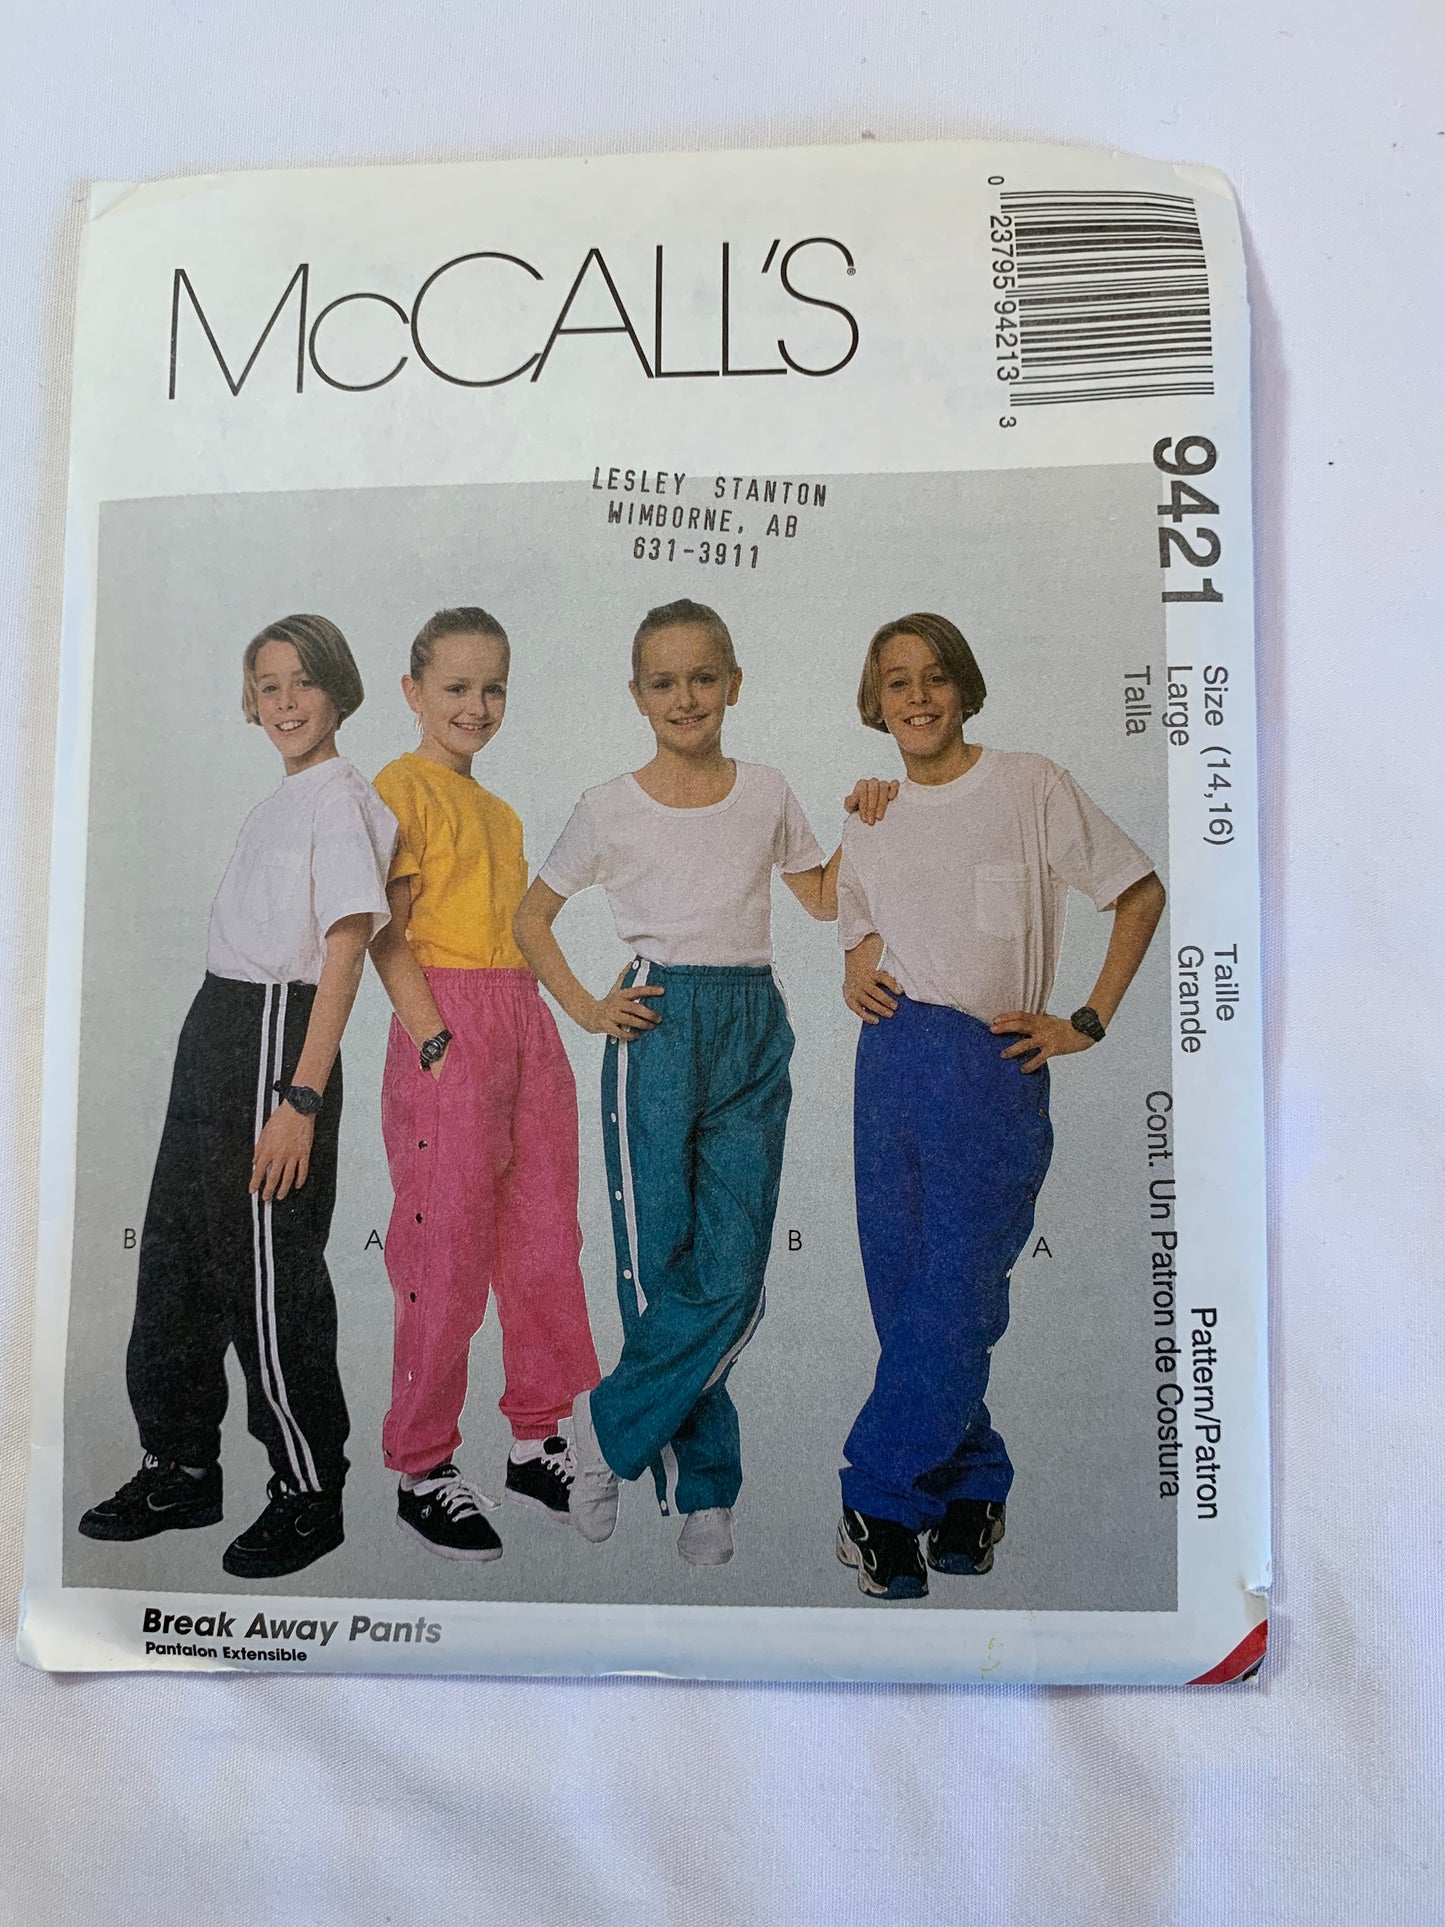 McCALL'S®
0 23795 94213 3
9421
Size (14,16)
Large
Talla
Taille
Grande
Pattern/Patron
Cont. Un Patron de Costura
LESLEY STANTON
WIMBORNE, AB
631-3911
B
A
B
A
Break Away Pants
Pantalon Extensible